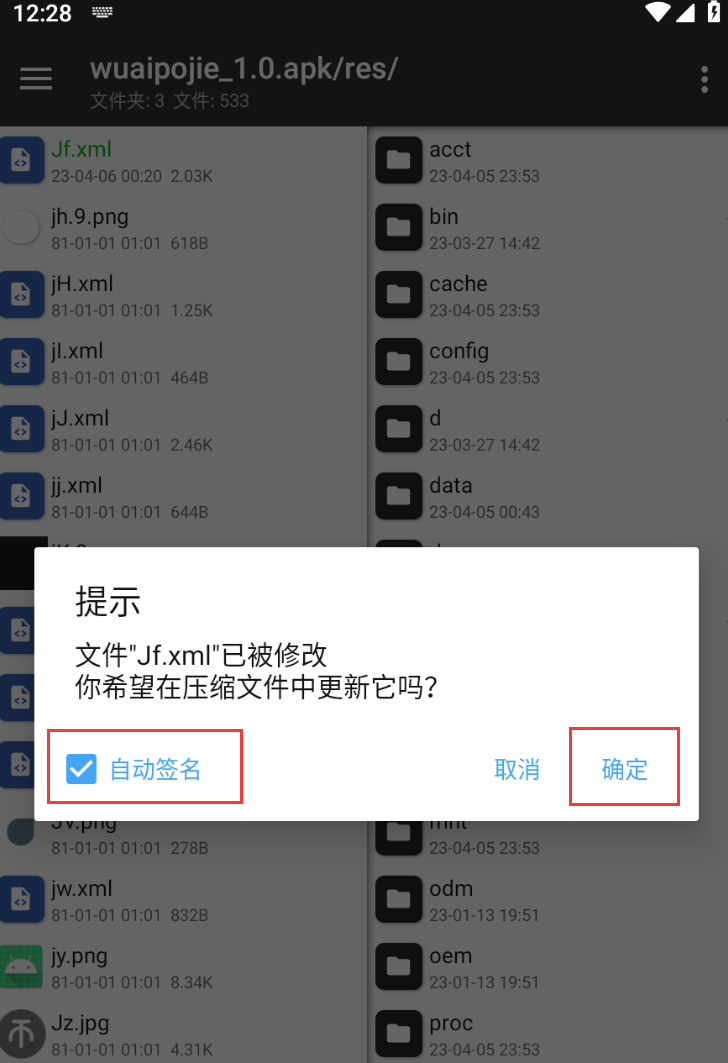 12:28
wuaipojie_1.0.apk/res/
文件夹: 3 文件: 533
Jf.xml
23-04-06 00:20 2.03K
jh.9.png
81-01-01 01:01 618B
jH.xml
81-01-01 01:01 1.25K
jI.xml
81-01-01 01:01 464B
jJ.xml
81-01-01 01:01 2.46K
jj.xml
81-01-01 01:01 644B
acct
23-04-05 23:53
bin
23-03-27 14:42
cache
23-04-05 23:53
config
23-04-05 23:53
d
23-03-27 14:42
data
23-04-05 00:43
提示
文件"Jf.xml"已被修改
你希望在压缩文件中更新它吗?
自动签名 取消 确定
81-01-01 01:01 278B
jw.xml
81-01-01 01:01 832B
jy.png
81-01-01 01:01 8.34K
Jz.jpg
81-01-01 01:01 4.31K
mnt
23-04-05 23:53
odm
23-01-13 19:51
oem
23-01-13 19:51
proc
23-04-05 23:53